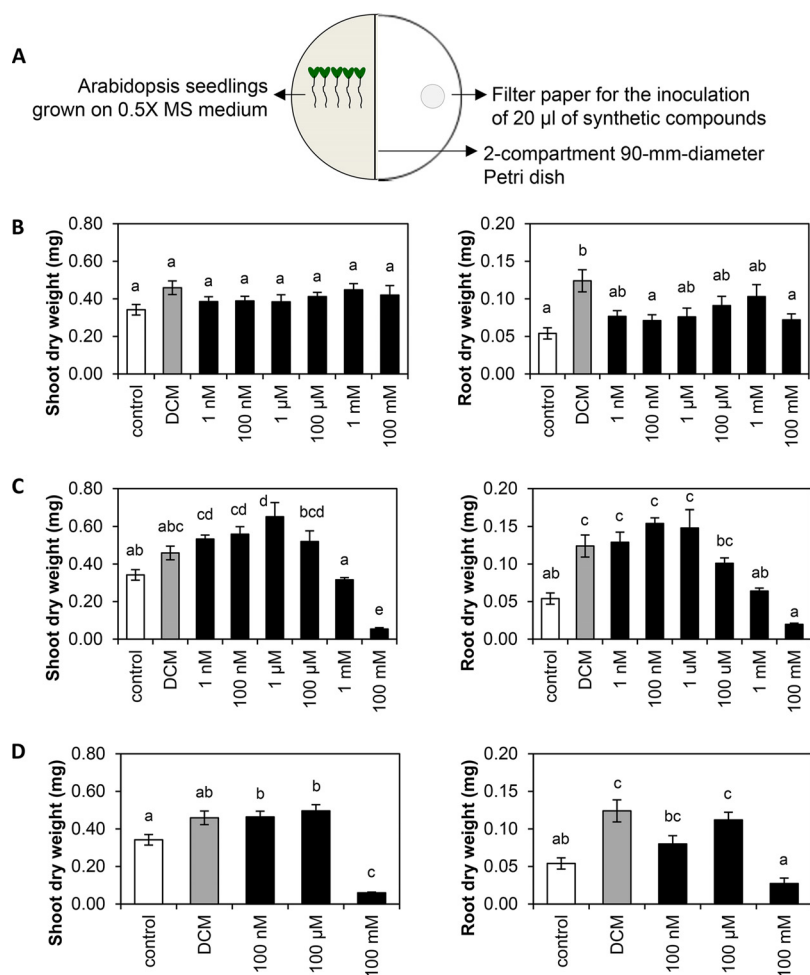 A
Arabidopsis seedlings
grown on 0.5X MS medium
Filter paper for the inoculation
of 20 µl of synthetic compounds
2-compartment 90-mm-diameter
Petri dish
B
Shoot dry weight (mg)
0.80
0.60
0.40
0.20
0.00
a a a a a a a a
control DCM 1 nM 100 nM 1 µM 100 µM 1 mM 100 mM
Root dry weight (mg)
0.20
0.15
0.10
0.05
0.00
a b ab a ab ab ab a
control DCM 1 nM 100 nM 1 µM 100 µM 1 mM 100 mM
C
Shoot dry weight (mg)
0.80
0.60
0.40
0.20
0.00
ab abc cd cd d bcd a e
control DCM 1 nM 100 nM 1 µM 100 µM 1 mM 100 mM
Root dry weight (mg)
0.20
0.15
0.10
0.05
0.00
ab c c c c bc ab a
control DCM 1 nM 100 nM 1 uM 100 uM 1 mM 100 mM
D
Shoot dry weight (mg)
0.80
0.60
0.40
0.20
0.00
a ab b b c
control DCM 100 nM 100 µM 100 mM
Root dry weight (mg)
0.20
0.15
0.10
0.05
0.00
ab c bc c a
control DCM 100 nM 100 µM 100 mM